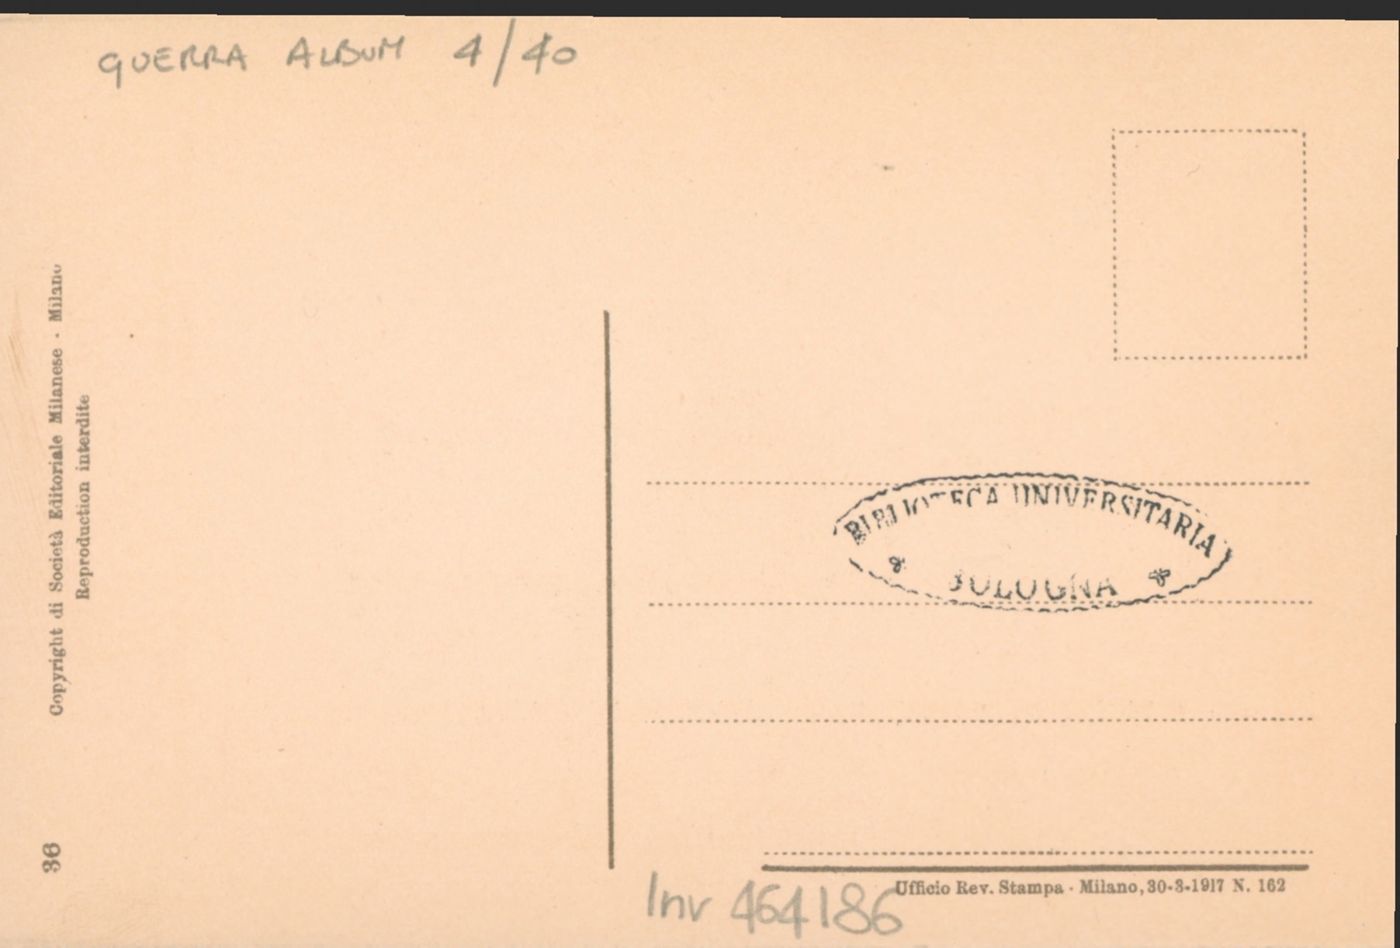 GUERRA ALBUM 4/40
Copyright di Società Editoriale Milanese - Milano
Reproduction interdite
36
BIBLIOTECA UNIVERSITARIA
BOLOGNA
Ufficio Rev. Stampa - Milano, 30-3-1917 N. 162
Inv 464186